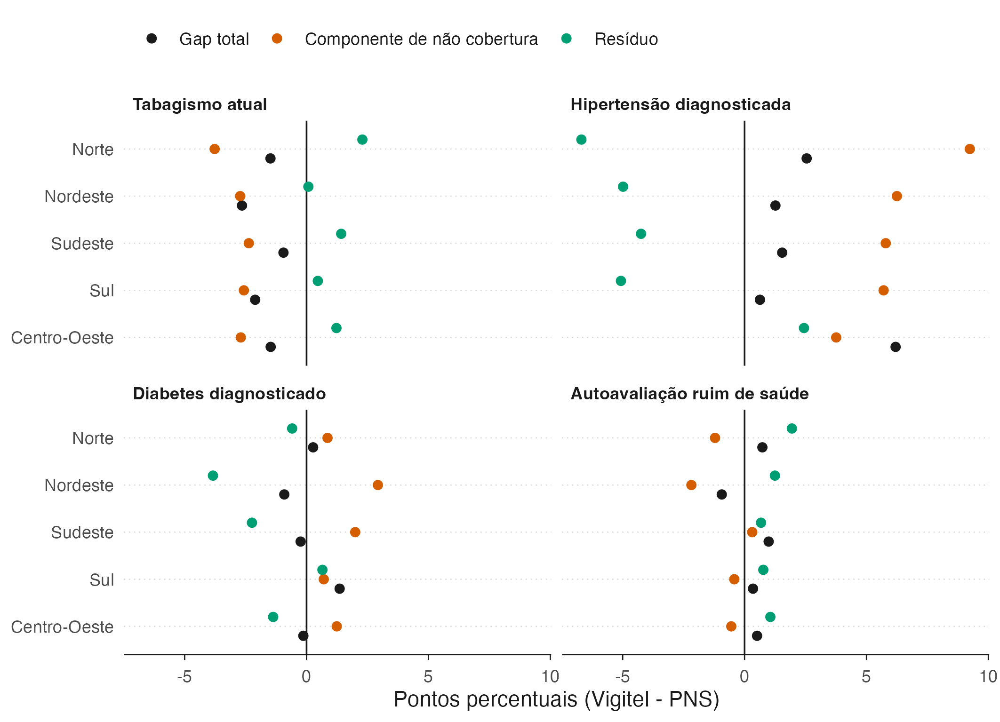 Gap total Componente de não cobertura Resíduo
Tabagismo atual Hipertensão diagnosticada
Norte
Nordeste
Sudeste
Sul
Centro-Oeste
Diabetes diagnosticado Autoavaliação ruim de saúde
Norte
Nordeste
Sudeste
Sul
Centro-Oeste
-5 0 5 10 -5 0 5 10
Pontos percentuais (Vigitel - PNS)